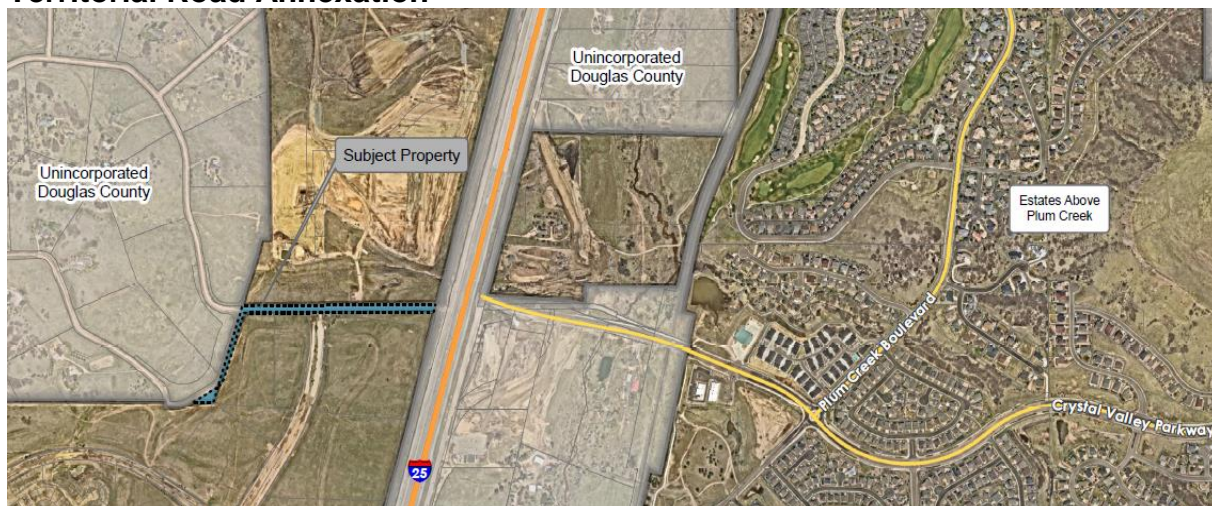 Territorial Road Annexation
Unincorporated
Douglas County
Subject Property
Unincorporated
Douglas County
Estates Above
Plum Creek
Plum Creek Boulevard
Crystal Valley Parkway
25